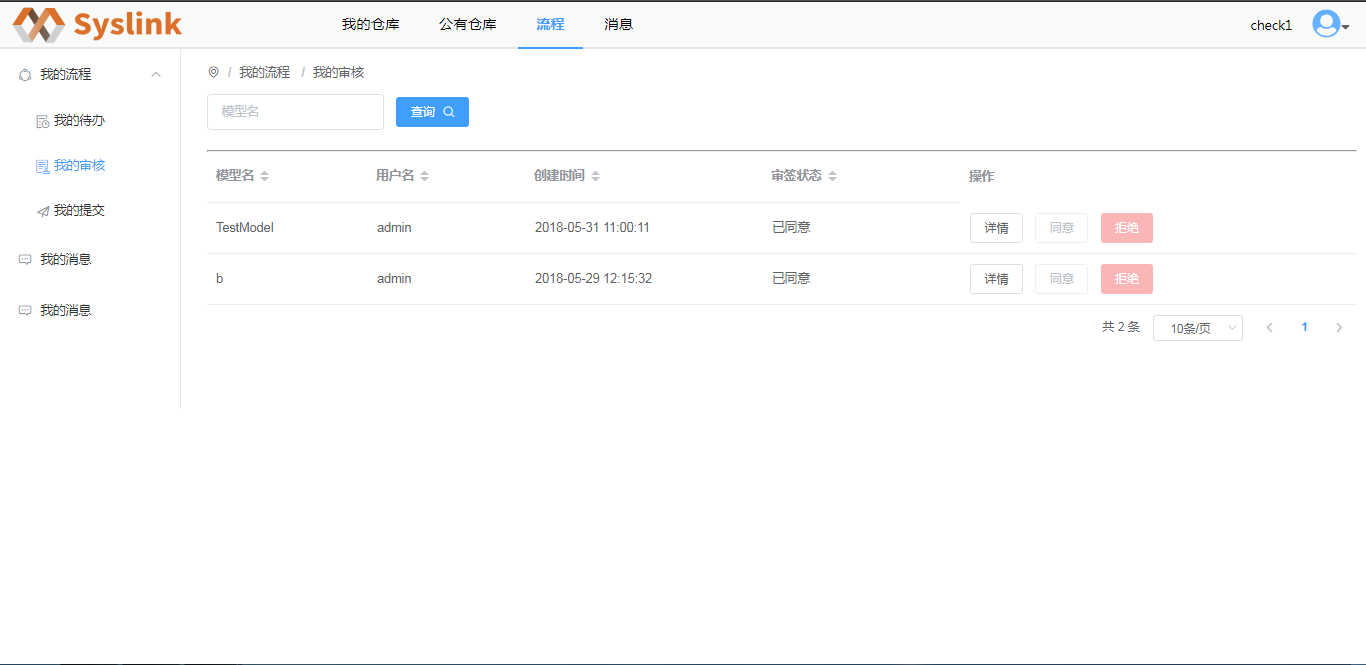 Syslink 我的仓库 公有仓库 流程 消息 check1
我的流程
我的待办
我的审核
我的提交
我的消息
我的消息
/ 我的流程 / 我的审核
模型名 查询
模型名 用户名 创建时间 审签状态 操作
TestModel admin 2018-05-31 11:00:11 已同意 详情 同意 拒绝
b admin 2018-05-29 12:15:32 已同意 详情 同意 拒绝
共 2 条 10条/页 1